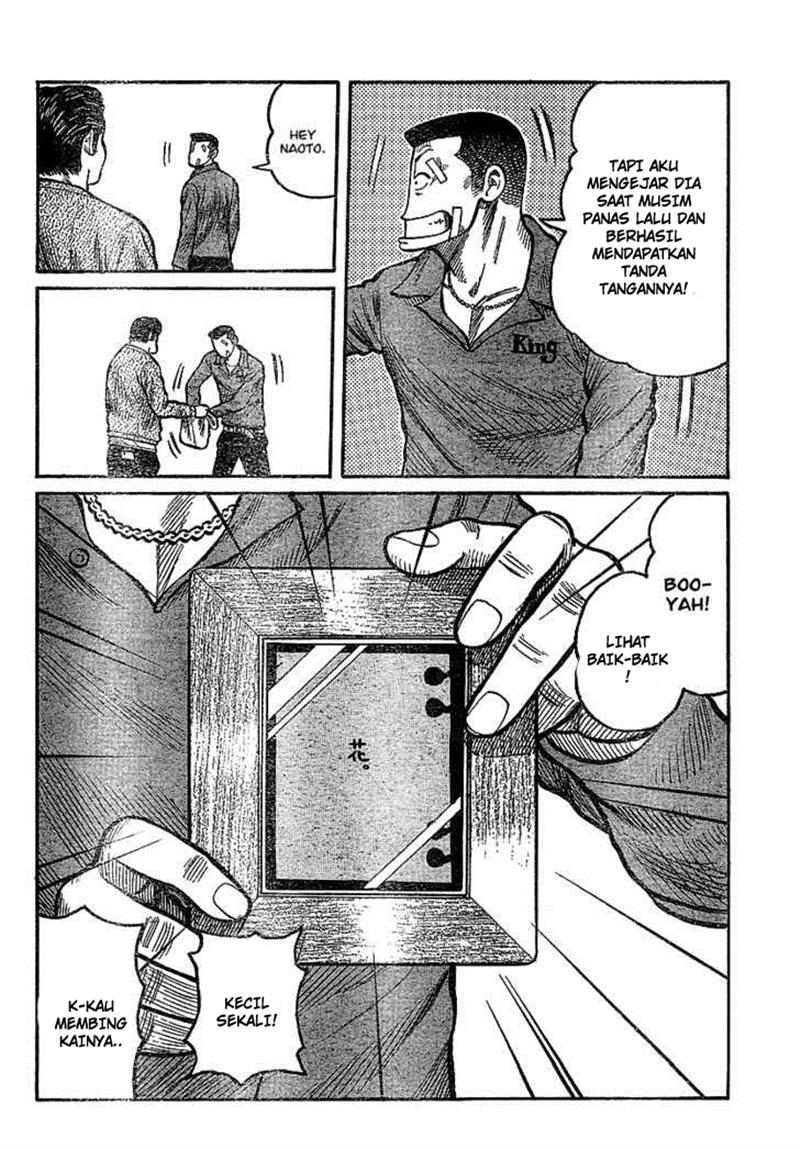 TAPI AKU
MENGEJAR DIA
SAAT MUSIM
PANAS LALU DAN
BERHASIL
MENDAPATKAN
TANDA
TANGANNYA!
King
HEY
NAOTO.
BOO-
YAH!
LIHAT
BAIK-BAIK
!
花。
KECIL
SEKALI!
K-KAU
MEMBING
KAINYA..